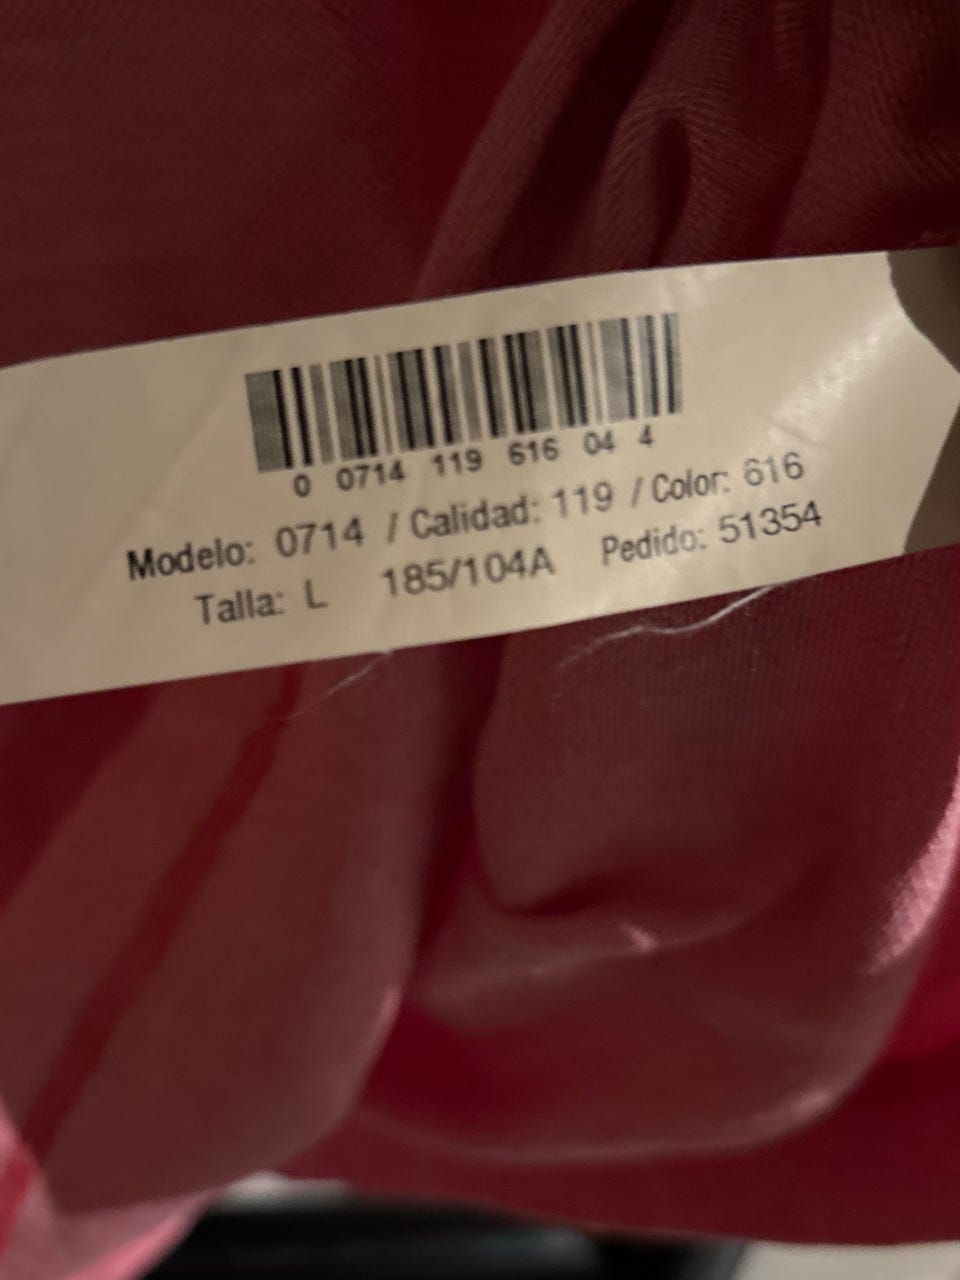 0 0714 119 616 04 4
Modelo: 0714 / Calidad: 119 / Color: 616
Talla: L 185/104A Pedido: 51354